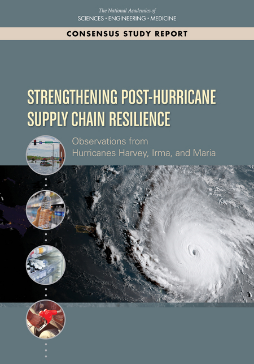 The National Academies of
SCIENCES • ENGINEERING • MEDICINE
CONSENSUS STUDY REPORT
STRENGTHENING POST-HURRICANE
SUPPLY CHAIN RESILIENCE
Observations from
Hurricanes Harvey, Irma, and Maria